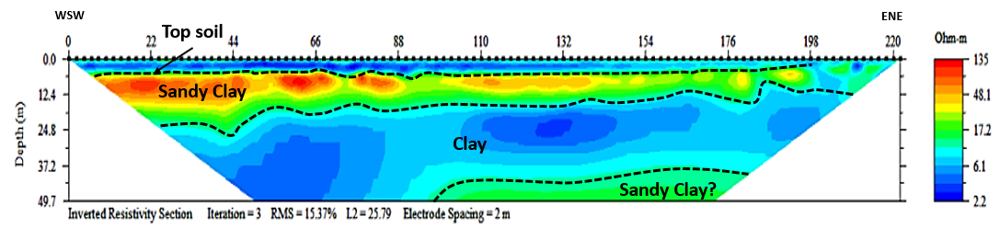 WSW
ENE
Top soil
0 22 44 66 88 110 132 154 176 198 220
Ohm-m
0.0
12.4
24.8
37.2
49.7
Depth (m)
Sandy Clay
Clay
Sandy Clay?
135
48.1
17.2
6.1
2.2
Inverted Resistivity Section Iteration = 3 RMS = 15.37% L2 = 25.79 Electrode Spacing = 2 m